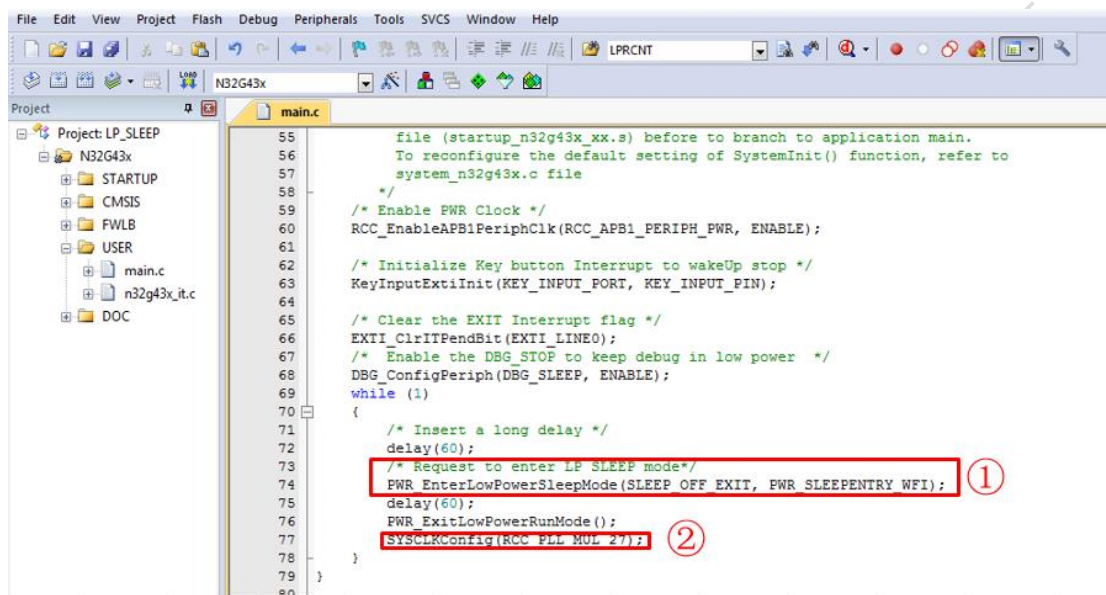 File Edit View Project Flash Debug Peripherals Tools SVCS Window Help
LPRCNT
LOAD N32G43x
Project
main.c
Project: LP_SLEEP
N32G43x
STARTUP
CMSIS
FWLB
USER
main.c
n32g43x_it.c
DOC
55 file (startup_n32g43x_xx.s) before to branch to application main.
56 To reconfigure the default setting of SystemInit() function, refer to
57 system_n32g43x.c file
58 */
59 /* Enable PWR Clock */
60 RCC_EnableAPB1PeriphClk(RCC_APB1_PERIPH_PWR, ENABLE);
61
62 /* Initialize Key button Interrupt to wakeUp stop */
63 KeyInputExtiInit(KEY_INPUT_PORT, KEY_INPUT_PIN);
64
65 /* Clear the EXIT Interrupt flag */
66 EXTI_ClrITPendBit(EXTI_LINE0);
67 /* Enable the DBG_STOP to keep debug in low power */
68 DBG_ConfigPeriph(DBG_SLEEP, ENABLE);
69 while (1)
70 {
71 /* Insert a long delay */
72 delay(60);
73 /* Request to enter LP SLEEP mode*/
74 PWR_EnterLowPowerSleepMode(SLEEP_OFF_EXIT, PWR_SLEEPENTRY_WFI); ①
75 delay(60);
76 PWR_ExitLowPowerRunMode();
77 SYSCLKConfig(RCC_PLL_MUL_27); ②
78 }
79 }
80